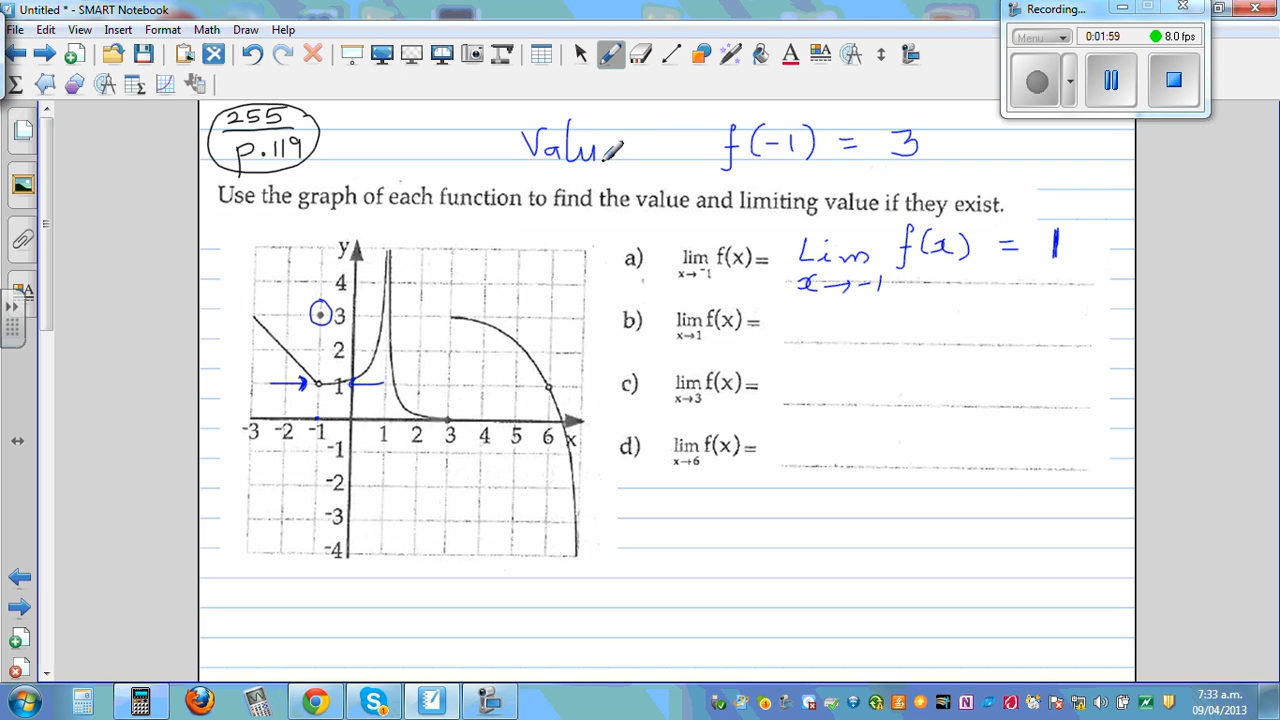 Untitled * - SMART Notebook
Recording...
File Edit View Insert Format Math Draw Help
Menu 0:01:59 8.0 fps
255
p.119
Valu f(-1) = 3
Use the graph of each function to find the value and limiting value if they exist.
a) lim f(x)= Lim f(x) = 1
x→-1 x→-1
b) lim f(x)=
x→1
c) lim f(x)=
x→3
d) lim f(x)=
x→6
y
4
3
2
1
-3 -2 -1 1 2 3 4 5 6 x
-1
-2
-3
-4
7:33 a.m.
09/04/2013